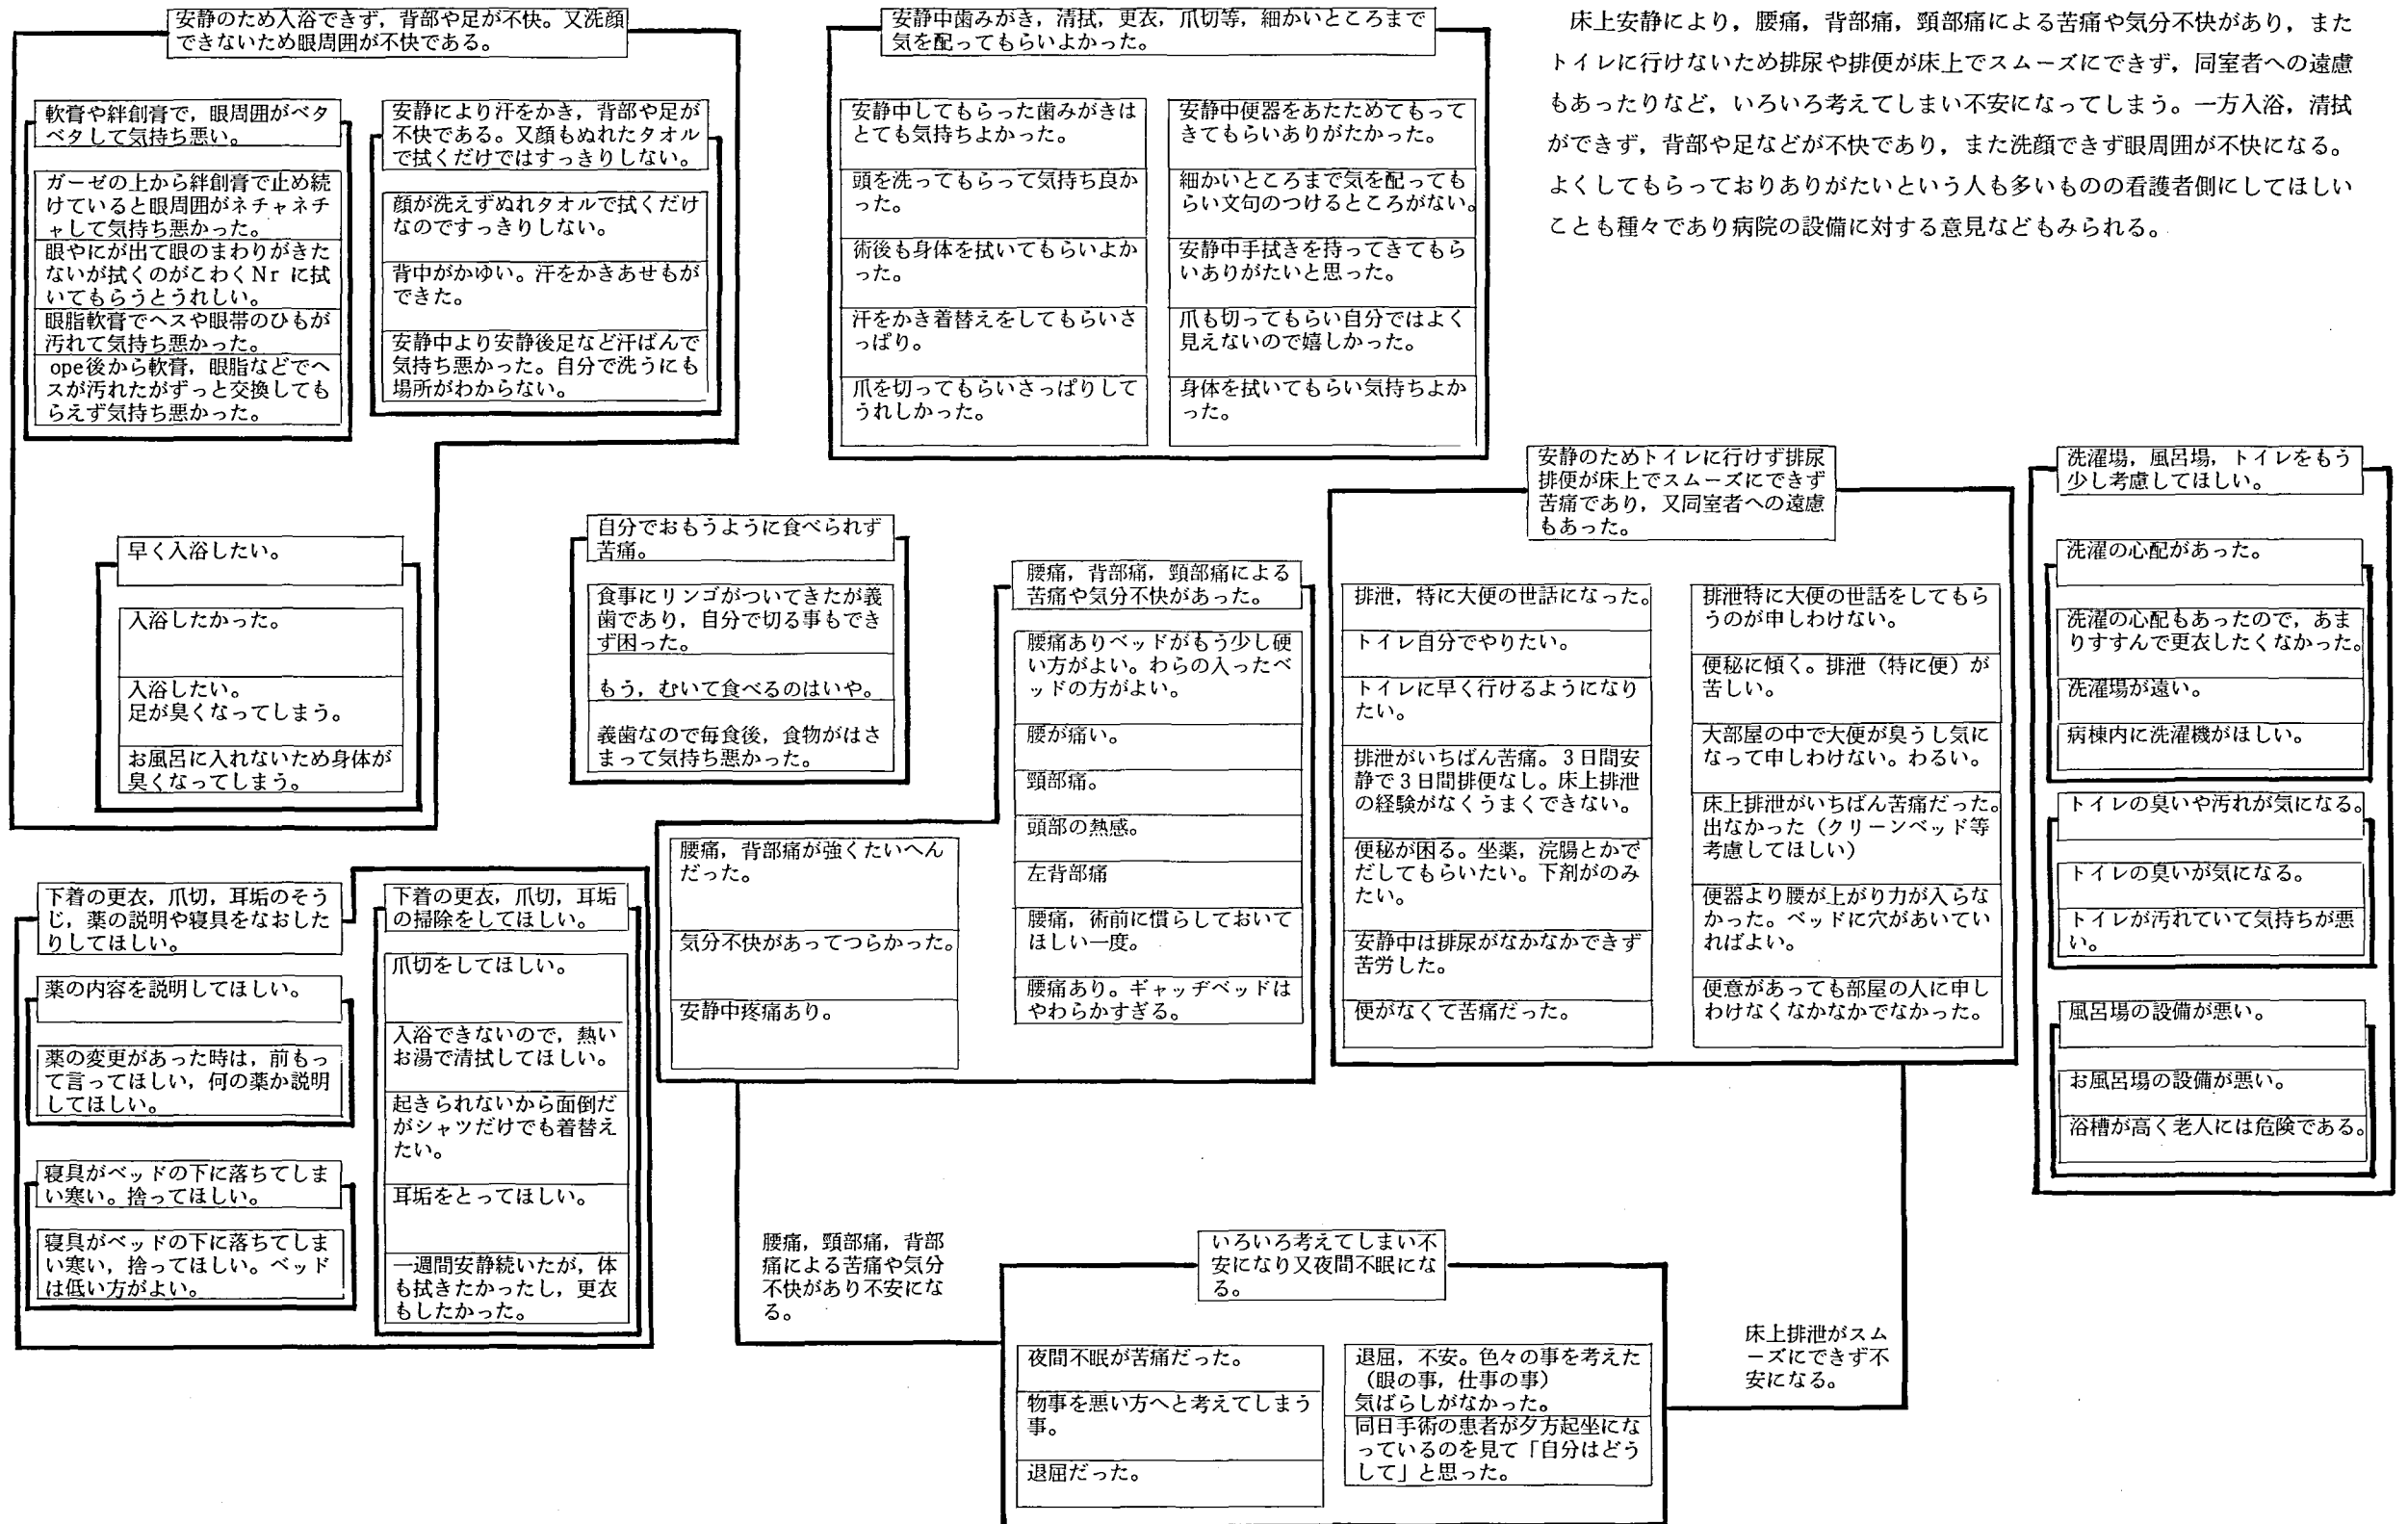 安静のため入浴できず，背部や足が不快。又洗顔
できないため眼周囲が不快である。
軟膏や絆創膏で，眼周囲がベタ
ベタして気持ち悪い。
ガーゼの上から絆創膏で止め続
けていると眼周囲がネチャネチ
ャして気持ち悪かった。
眼やにが出て眼のまわりがきた
ないが拭くのがこわくNr に拭
いてもらうとうれしい。
眼脂軟膏でヘスや眼帯のひもが
汚れて気持ち悪かった。
ope後から軟膏，眼脂などでヘ
スが汚れたがずっと交換しても
らえず気持ち悪かった。
安静により汗をかき，背部や足が
不快である。又顔もぬれたタオル
で拭くだけではすっきりしない。
顔が洗えずぬれタオルで拭くだけ
なのですっきりしない。
背中がかゆい。汗をかきあせもが
できた。
安静中より安静後足など汗ばんで
気持ち悪かった。自分で洗うにも
場所がわからない。
早く入浴したい。
入浴したかった。
入浴したい。
足が臭くなってしまう。
お風呂に入れないため身体が
臭くなってしまう。
安静中歯みがき，清拭，更衣，爪切等，細かいところまで
気を配ってもらいよかった。
安静中してもらった歯みがきは
とても気持ちよかった。
頭を洗ってもらって気持ち良か
った。
術後も身体を拭いてもらいよか
った。
汗をかき着替えをしてもらいさ
っぱり。
爪を切ってもらいさっぱりして
うれしかった。
安静中便器をあたためてもって
きてもらいありがたかった。
細かいところまで気を配っても
らい文句のつけるところがない。
安静中手拭きを持ってきてもら
いありがたいと思った。
爪も切ってもらい自分ではよく
見えないので嬉しかった。
身体を拭いてもらい気持ちよか
った。
床上安静により，腰痛，背部痛，頸部痛による苦痛や気分不快があり，また
トイレに行けないため排尿や排便が床上でスムーズにできず，同室者への遠慮
もあったりなど，いろいろ考えてしまい不安になってしまう。一方入浴，清拭
ができず，背部や足などが不快であり，また洗顔できず眼周囲が不快になる。
よくしてもらっておりありがたいという人も多いものの看護者側にしてほしい
ことも種々であり病院の設備に対する意見などもみられる。
自分でおもうように食べられず
苦痛。
食事にリンゴがついてきたが義
歯であり，自分で切る事もでき
ず困った。
もう，むいて食べるのはいや。
義歯なので毎食後，食物がはさ
まって気持ち悪かった。
腰痛，背部痛，頸部痛による
苦痛や気分不快があった。
腰痛ありベッドがもう少し硬
い方がよい。わらの入ったベ
ッドの方がよい。
腰が痛い。
頸部痛。
頭部の熱感。
左背部痛
腰痛，術前に慣らしておいて
ほしい一度。
腰痛あり。ギャッヂベッドは
やわらかすぎる。
腰痛，背部痛が強くたいへん
だった。
気分不快があってつらかった。
安静中疼痛あり。
安静のためトイレに行けず排尿
排便が床上でスムーズにできず
苦痛であり，又同室者への遠慮
もあった。
排泄，特に大便の世話になった。
トイレ自分でやりたい。
トイレに早く行けるようになり
たい。
排泄がいちばん苦痛。3日間安
静で3日間排便なし。床上排泄
の経験がなくうまくできない。
便秘が困る。坐薬，浣腸とかで
だしてもらいたい。下剤がのみ
たい。
安静中は排尿がなかなかできず
苦労した。
便がなくて苦痛だった。
排泄特に大便の世話をしてもら
うのが申しわけない。
便秘に傾く。排泄（特に便）が
苦しい。
大部屋の中で大便が臭うし気に
なって申しわけない。わるい。
床上排泄がいちばん苦痛だった。
出なかった（クリーンベッド等
考慮してほしい）
便器より腰が上がり力が入らな
かった。ベッドに穴があいてい
ればよい。
便意があっても部屋の人に申し
わけなくなかなかでなかった。
洗濯場，風呂場，トイレをもう
少し考慮してほしい。
洗濯の心配があった。
洗濯の心配もあったので，あま
りすすんで更衣したくなかった。
洗濯場が遠い。
病棟内に洗濯機がほしい。
トイレの臭いや汚れが気になる。
トイレの臭いが気になる。
トイレが汚れていて気持ちが悪
い。
風呂場の設備が悪い。
お風呂場の設備が悪い。
浴槽が高く老人には危険である。
下着の更衣，爪切，耳垢のそう
じ，薬の説明や寝具をなおした
りしてほしい。
薬の内容を説明してほしい。
薬の変更があった時は，前もっ
て言ってほしい，何の薬か説明
してほしい。
寝具がベッドの下に落ちてしま
い寒い。捨ってほしい。
寝具がベッドの下に落ちてしま
い寒い，捨ってほしい。ベッド
は低い方がよい。
下着の更衣，爪切，耳垢
の掃除をしてほしい。
爪切をしてほしい。
入浴できないので，熱い
お湯で清拭してほしい。
起きられないから面倒だ
がシャツだけでも着替え
たい。
耳垢をとってほしい。
一週間安静続いたが，体
も拭きたかったし，更衣
もしたかった。
腰痛，頸部痛，背部
痛による苦痛や気分
不快があり不安にな
る。
いろいろ考えてしまい不
安になり又夜間不眠にな
る。
夜間不眠が苦痛だった。
物事を悪い方へと考えてしまう
事。
退屈だった。
退屈，不安。色々の事を考えた
（眼の事，仕事の事）
気ばらしがなかった。
同日手術の患者が夕方起坐にな
っているのを見て「自分はどう
して」と思った。
床上排泄がスム
ーズにできず不
安になる。